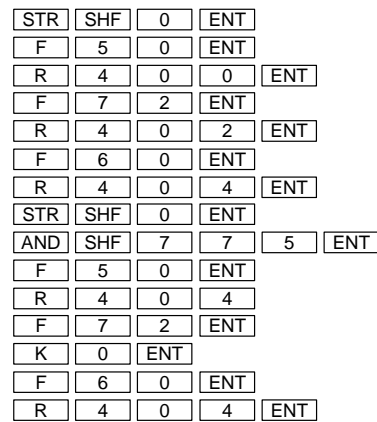 STR SHF 0 ENT
F 5 0 ENT
R 4 0 0 ENT
F 7 2 ENT
R 4 0 2 ENT
F 6 0 ENT
R 4 0 4 ENT
STR SHF 0 ENT
AND SHF 7 7 5 ENT
F 5 0 ENT
R 4 0 4
F 7 2 ENT
K 0 ENT
F 6 0 ENT
R 4 0 4 ENT